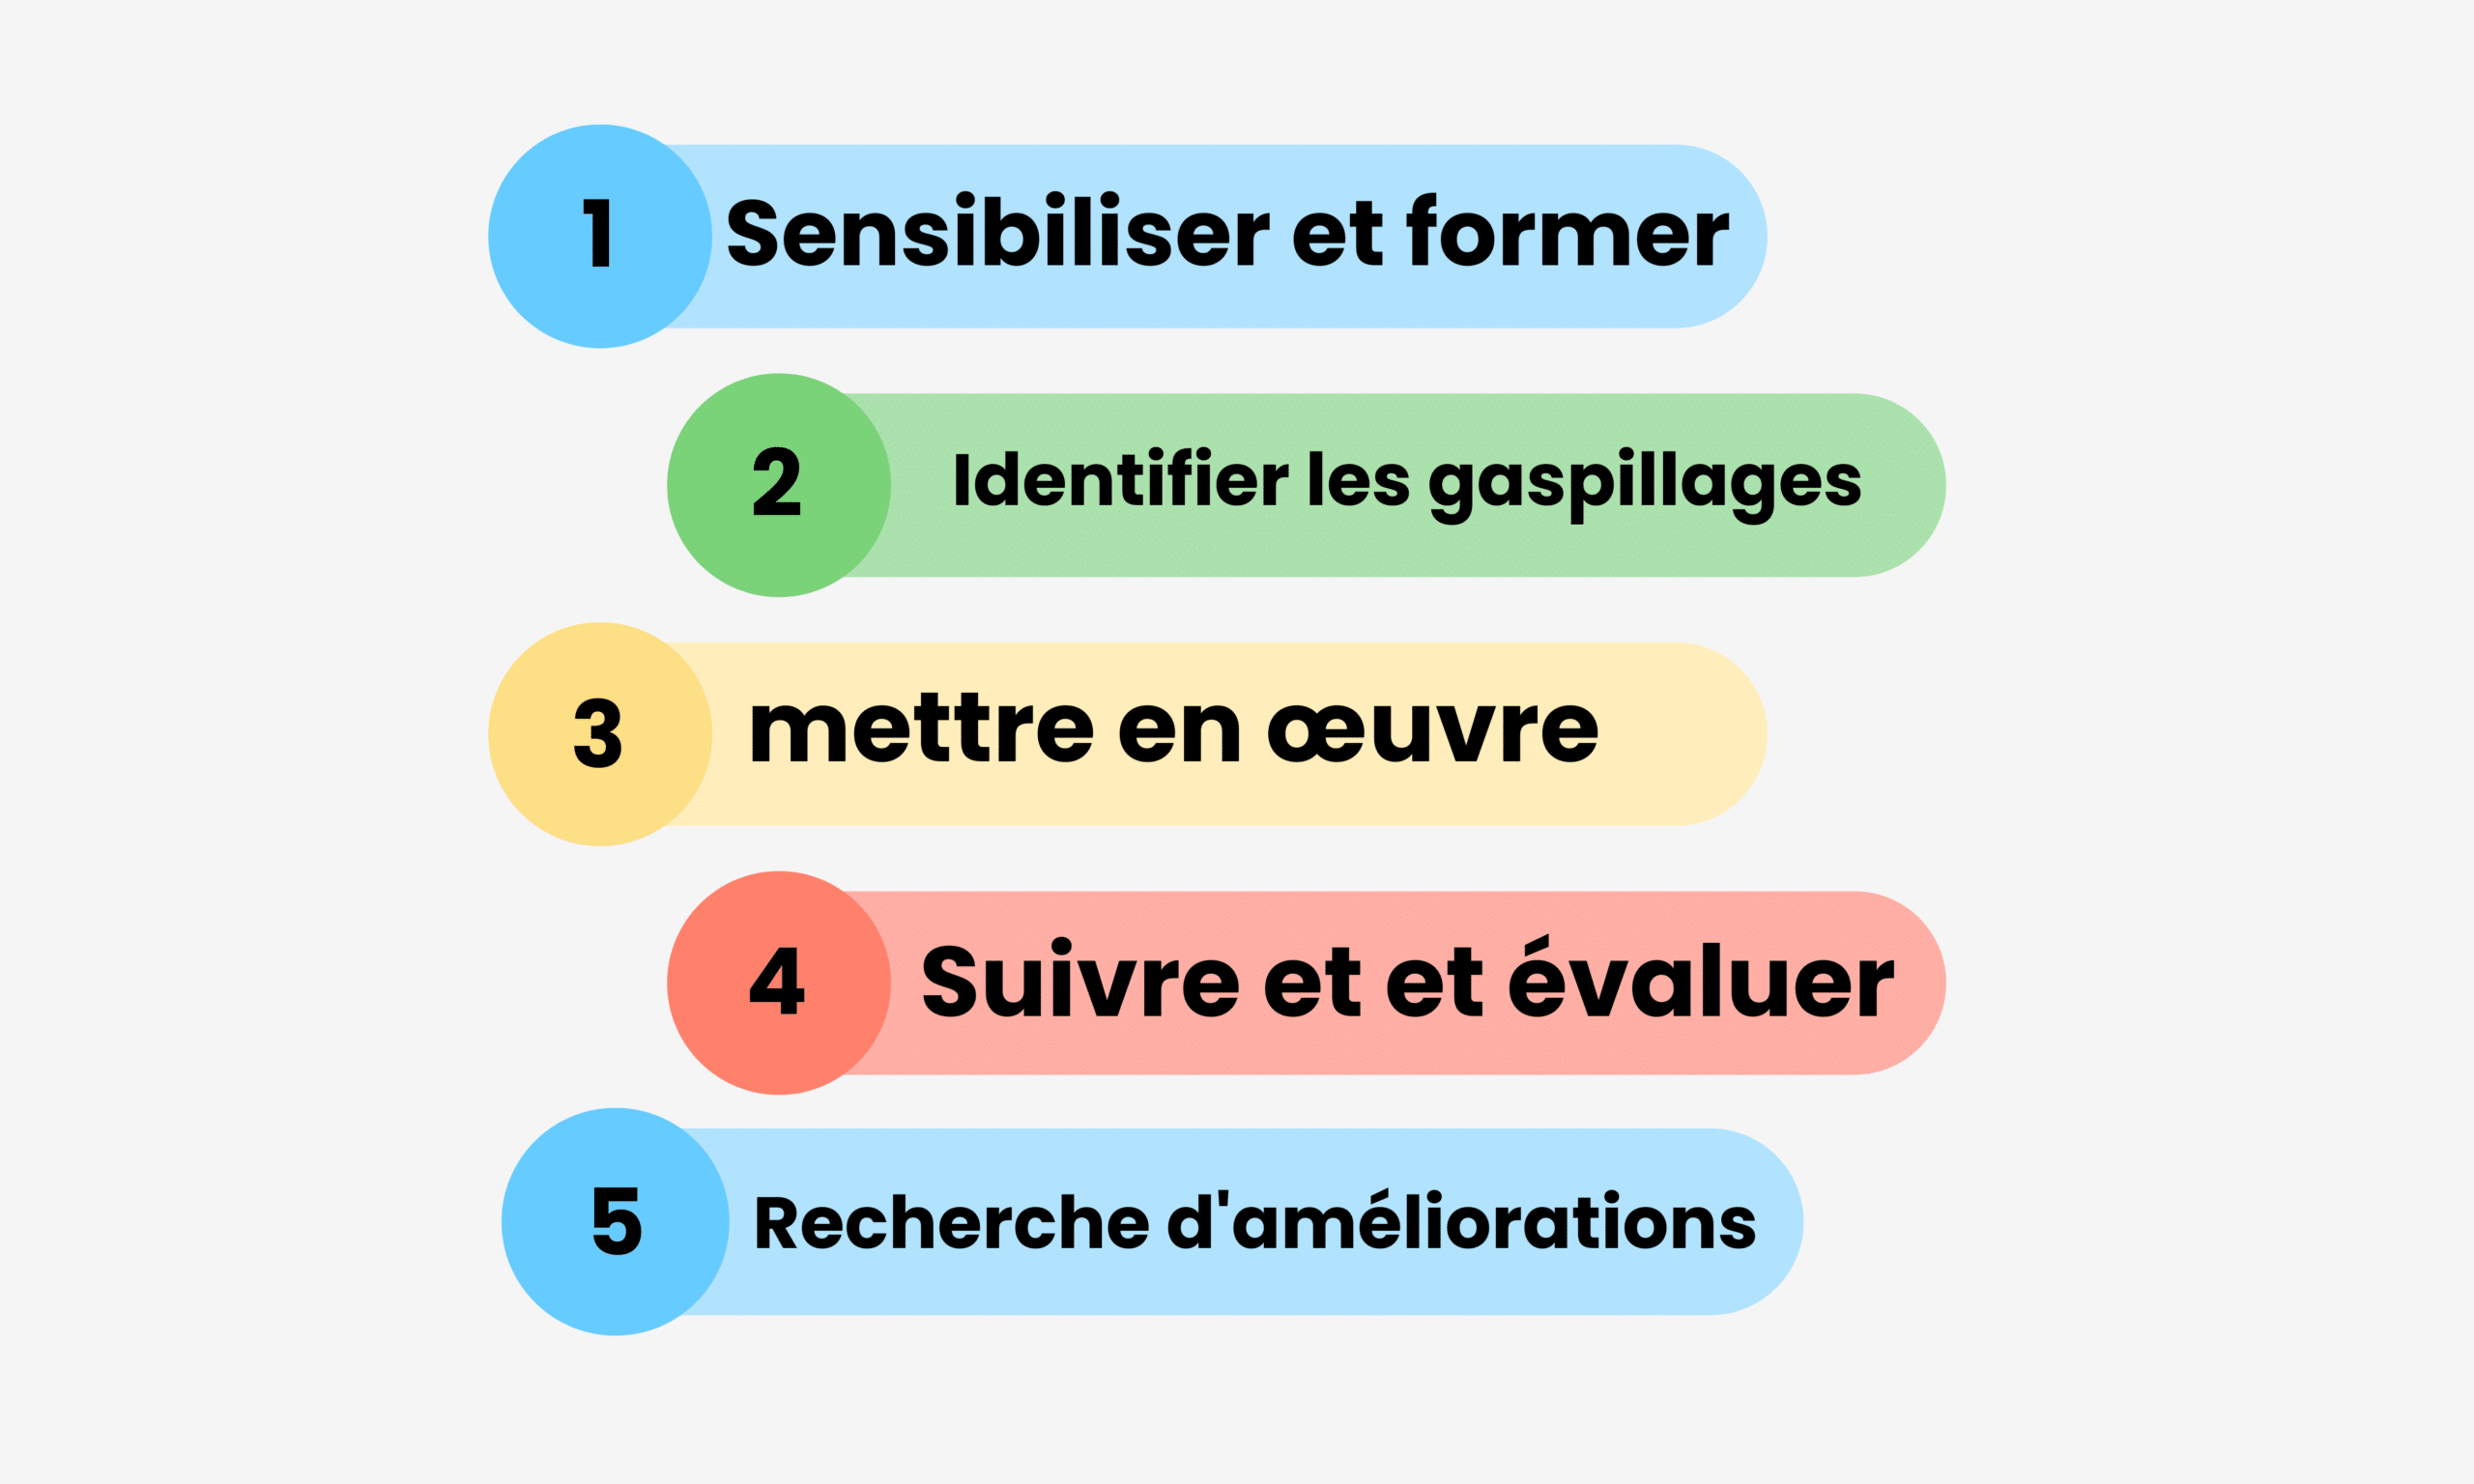 1 Sensibiliser et former
2 Identifier les gaspillages
3 mettre en œuvre
4 Suivre et et évaluer
5 Recherche d'améliorations